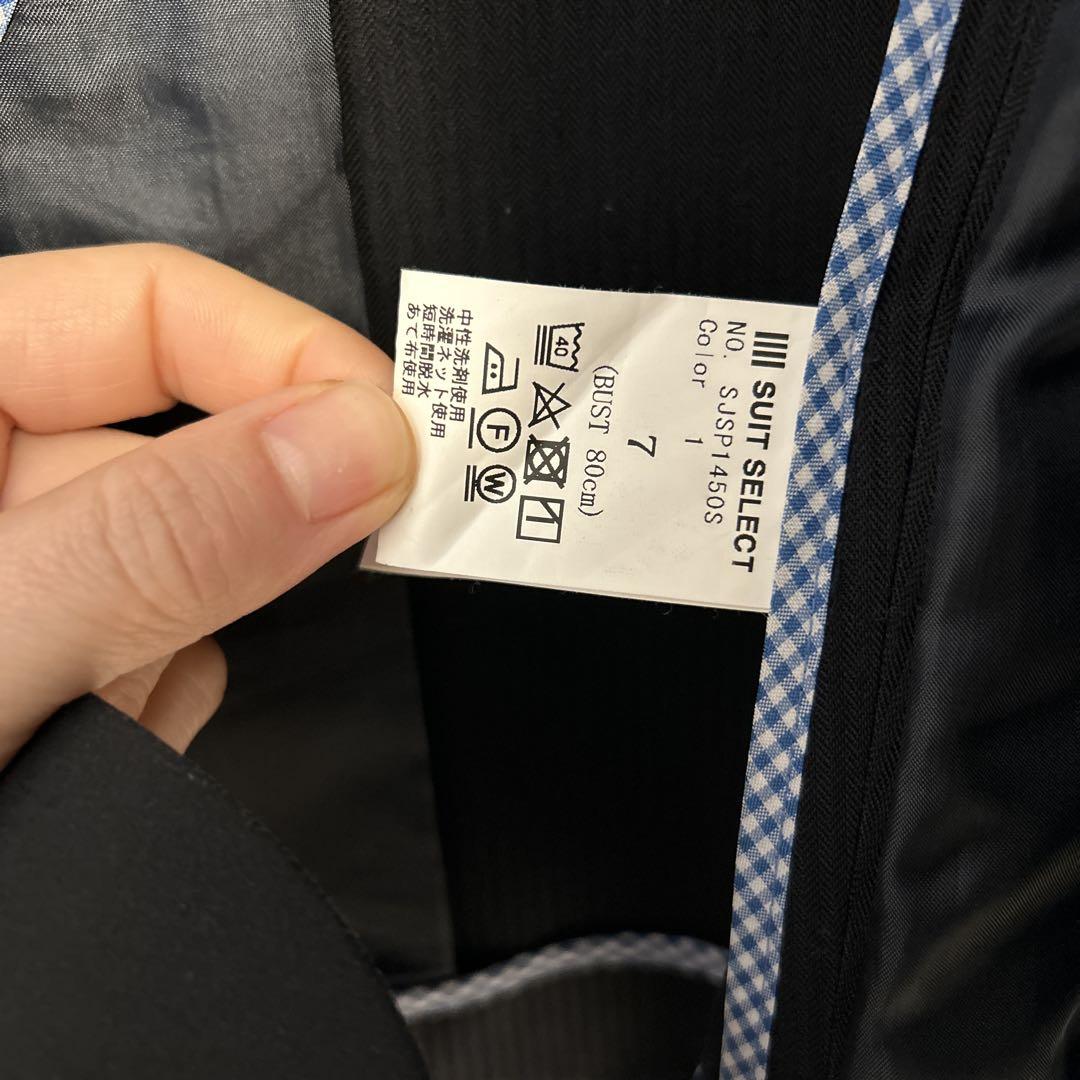 SUIT SELECT
NO. SJSP1450S
Color 1
7
(BUST 80cm)
40
F
W
中性洗剤使用
洗濯ネット使用
短時間脱水
あて布使用